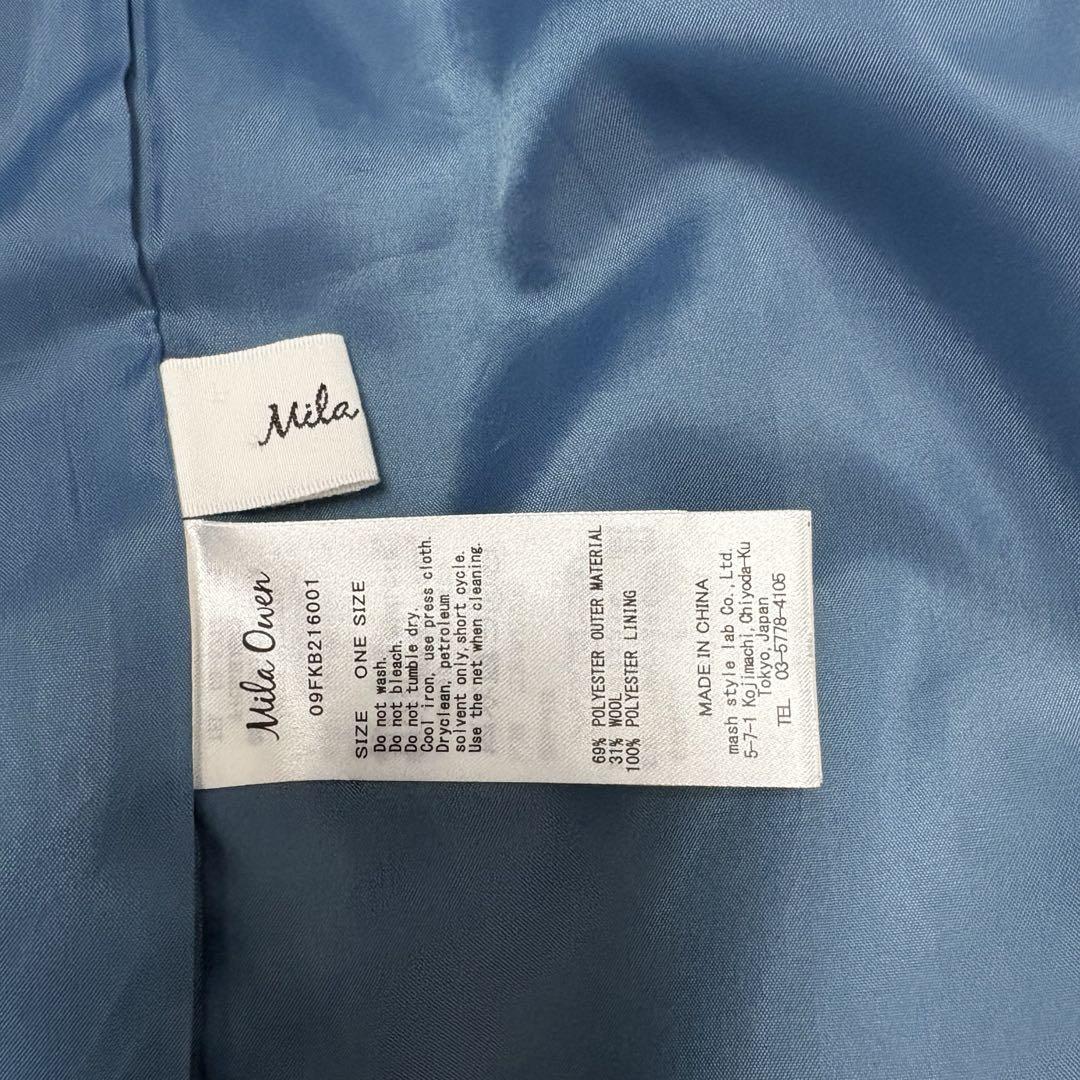 Mila
Mila Owen
09FKB216001
SIZE ONE SIZE
Do not wash.
Do not bleach.
Do not tumble dry.
Cool iron, use press cloth.
Dryclean, petroleum
solvent only, short cycle.
Use the net when cleaning.
69% POLYESTER OUTER MATERIAL
31% WOOL
100% POLYESTER LINING
MADE IN CHINA
mash style lab Co., Ltd.
5-7-1 Kojimachi, Chiyoda-Ku
Tokyo, Japan
TEL 03-5778-4105